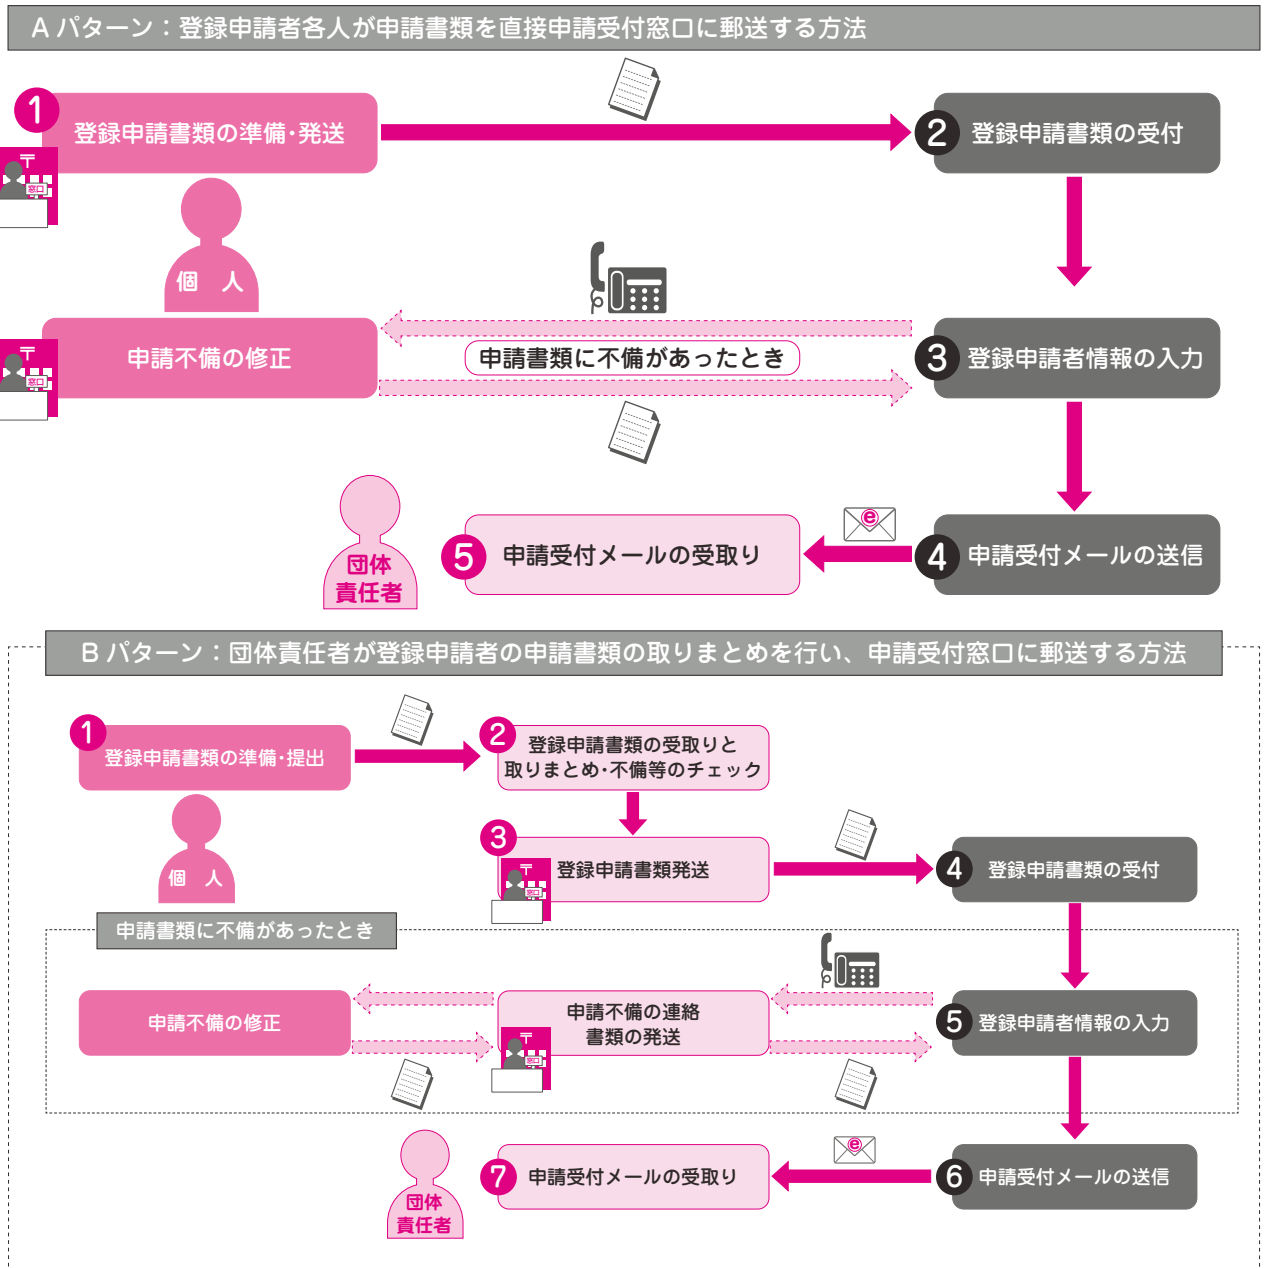 A パターン：登録申請者各人が申請書類を直接申請受付窓口に郵送する方法
1
登録申請書類の準備・発送
2
登録申請書類の受付
〒
窓口
個 人
申請不備の修正
〒
窓口
申請書類に不備があったとき
3
登録申請者情報の入力
団体
責任者
5
申請受付メールの受取り
e
4
申請受付メールの送信
B パターン：団体責任者が登録申請者の申請書類の取りまとめを行い、申請受付窓口に郵送する方法
1
登録申請書類の準備・提出
2
登録申請書類の受取りと
取りまとめ・不備等のチェック
個 人
3
登録申請書類発送
〒
窓口
4
登録申請書類の受付
申請書類に不備があったとき
申請不備の修正
申請不備の連絡
書類の発送
〒
窓口
5
登録申請者情報の入力
団体
責任者
7
申請受付メールの受取り
e
6
申請受付メールの送信